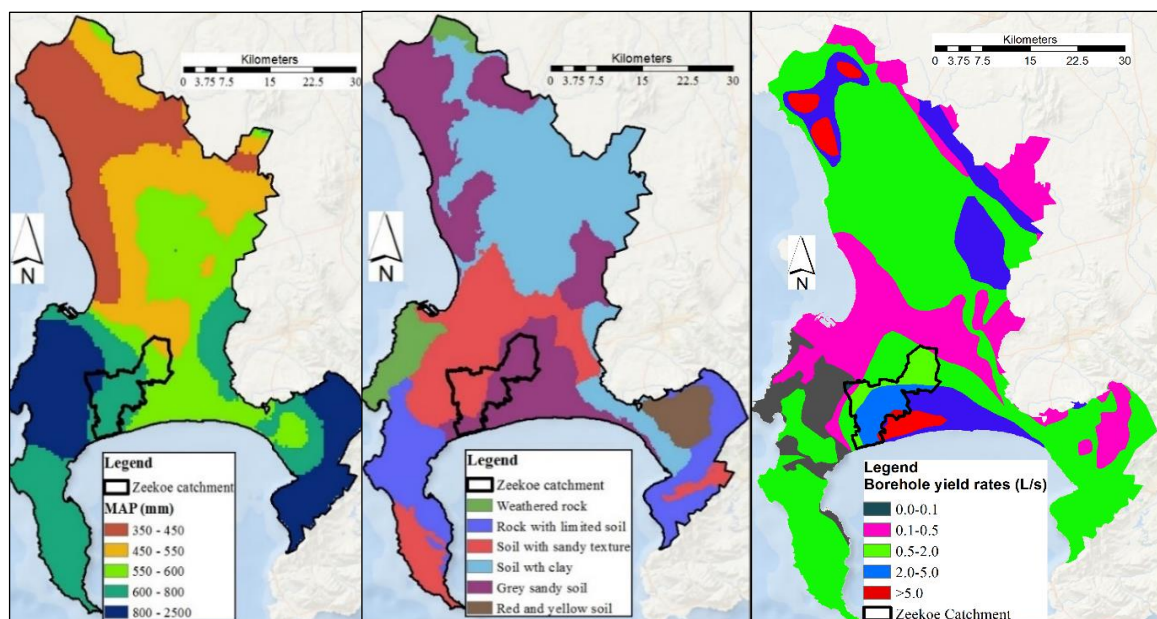 Kilometers
0 3.75 7.5 15 22.5 30
N
Legend
Zeekoe catchment
MAP (mm)
350 - 450
450 - 550
550 - 600
600 - 800
800 - 2500
Kilometers
0 3.75 7.5 15 22.5 30
N
Legend
Zeekoe catchment
Weathered rock
Rock with limited soil
Soil with sandy texture
Soil wth clay
Grey sandy soil
Red and yellow soil
Kilometers
0 3.75 7.5 15 22.5 30
N
Legend
Borehole yield rates (L/s)
0.0-0.1
0.1-0.5
0.5-2.0
2.0-5.0
>5.0
Zeekoe Catchment